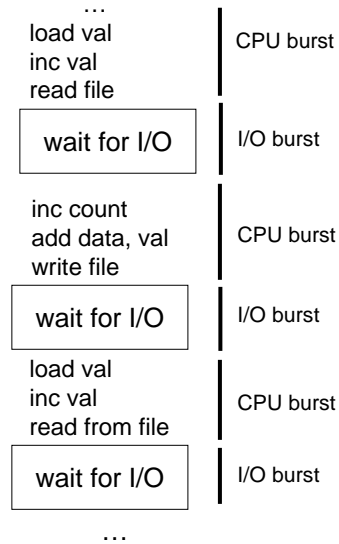 …
load val
inc val
read file
CPU burst
wait for I/O
I/O burst
inc count
add data, val
write file
CPU burst
wait for I/O
I/O burst
load val
inc val
read from file
CPU burst
wait for I/O
I/O burst
…